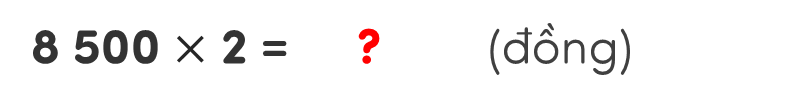 8 500 × 2 = ? (đồng)